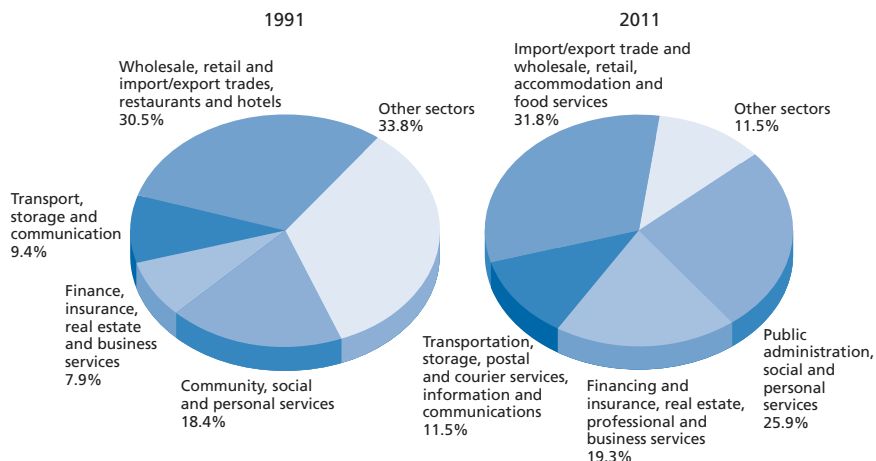 1991
Wholesale, retail and
import/export trades,
restaurants and hotels
30.5%
Other sectors
33.8%
Transport,
storage and
communication
9.4%
Finance,
insurance,
real estate
and business
services
7.9%
Community, social
and personal services
18.4%
2011
Import/export trade and
wholesale, retail,
accommodation and
food services
31.8%
Other sectors
11.5%
Transportation,
storage, postal
and courier services,
information and
communications
11.5%
Financing and
insurance, real estate,
professional and
business services
19.3%
Public
administration,
social and
personal
services
25.9%